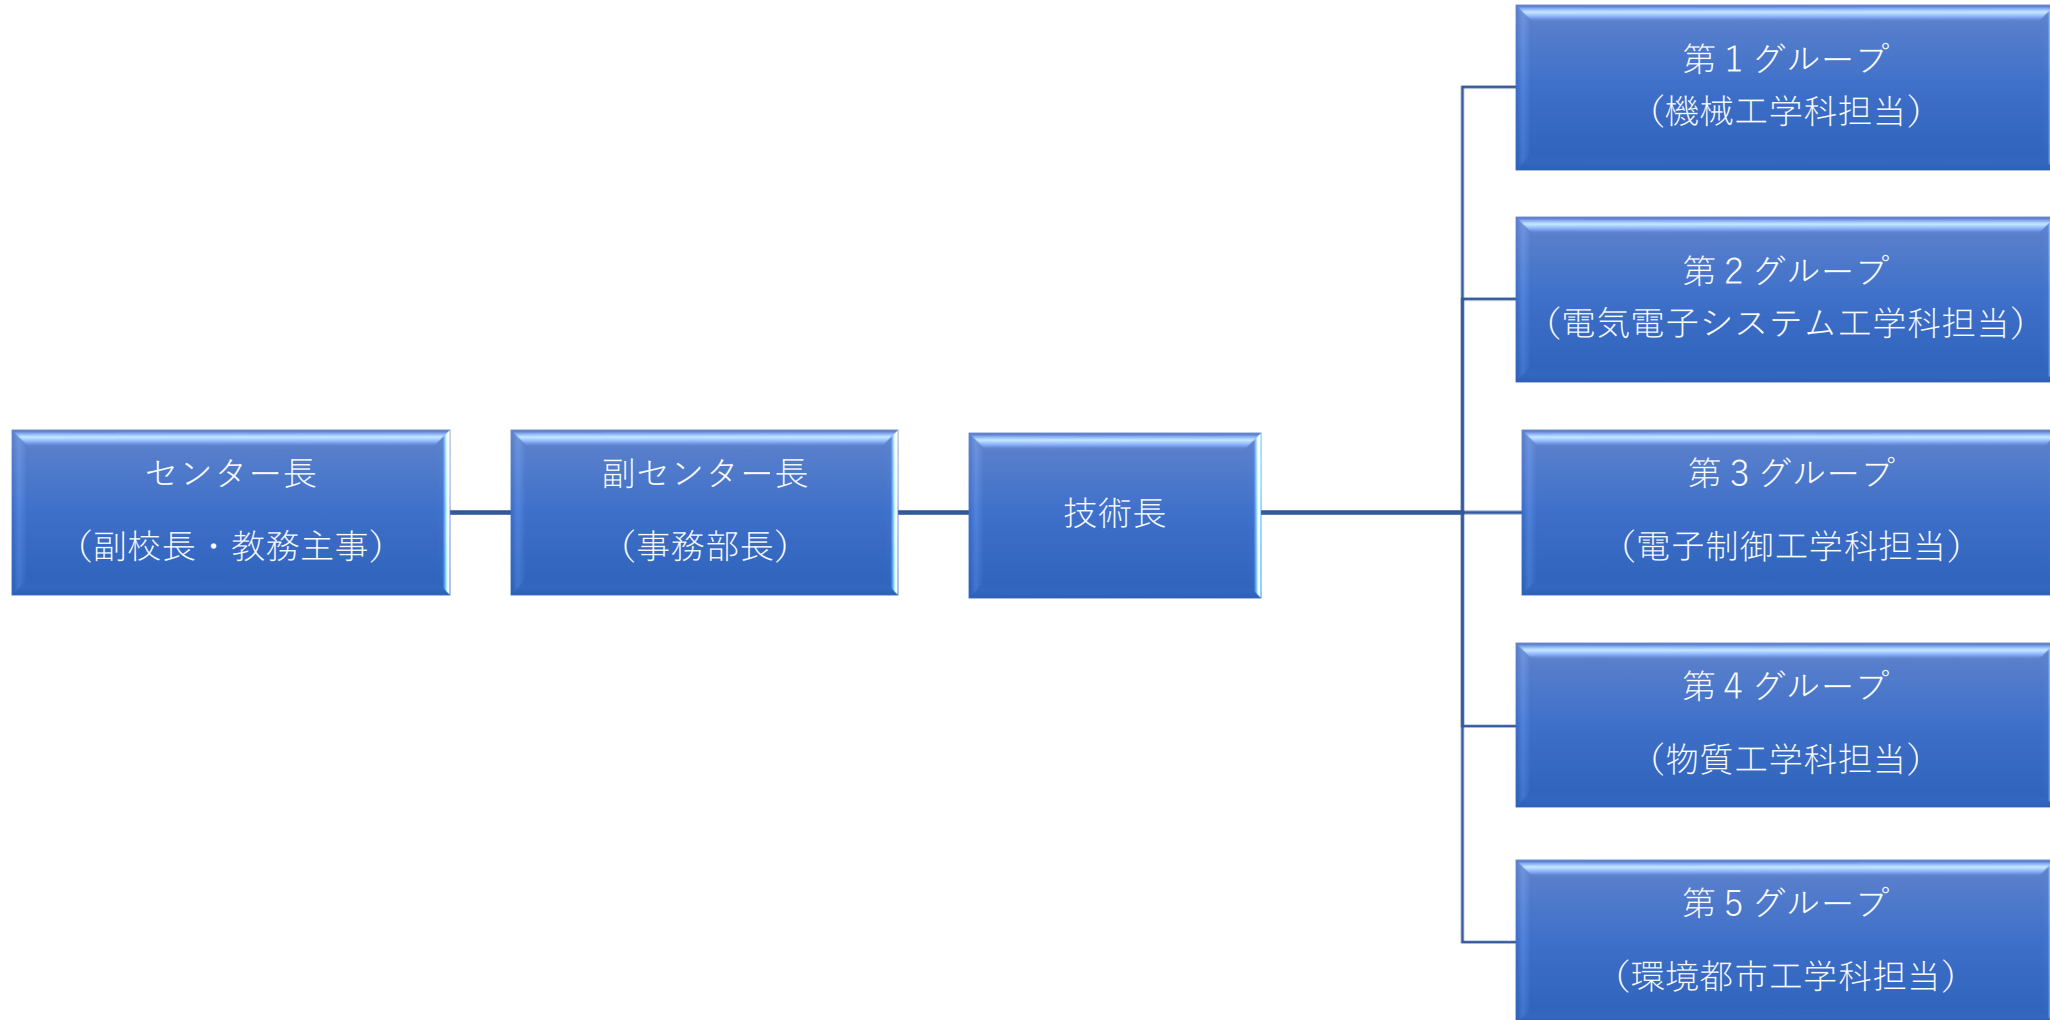 第１グループ
（機械工学科担当）
第２グループ
（電気電子システム工学科担当）
センター長
（副校長・教務主事）
副センター長
（事務部長）
技術長
第３グループ
（電子制御工学科担当）
第４グループ
（物質工学科担当）
第５グループ
（環境都市工学科担当）